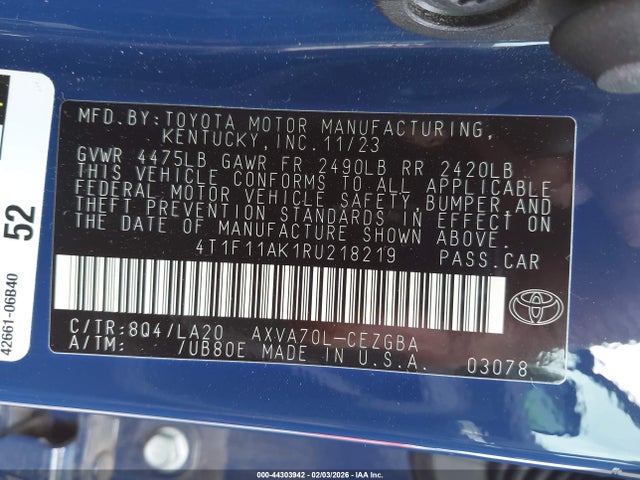 MFD.BY:TOYOTA MOTOR MANUFACTURING,
KENTUCKY,INC.11/23
GVWR 4475LB GAWR FR 2490LB RR 2420LB
THIS VEHICLE CONFORMS TO ALL APPLICABLE
FEDERAL MOTOR VEHICLE SAFETY,BUMPER,AND
THEFT PREVENTION STANDARDS IN EFFECT ON
THE DATE OF MANUFACTURE SHOWN ABOVE.
4T1F11AK1RU218219 PASS.CAR
C/TR:8Q4/LA20 AXVA70L-CEZGBA
A/TM: 7UB80E MADE IN U.S.A. 03078
52
42661-06B40
000-44303942 - 02/03/2026 - IAA Inc.